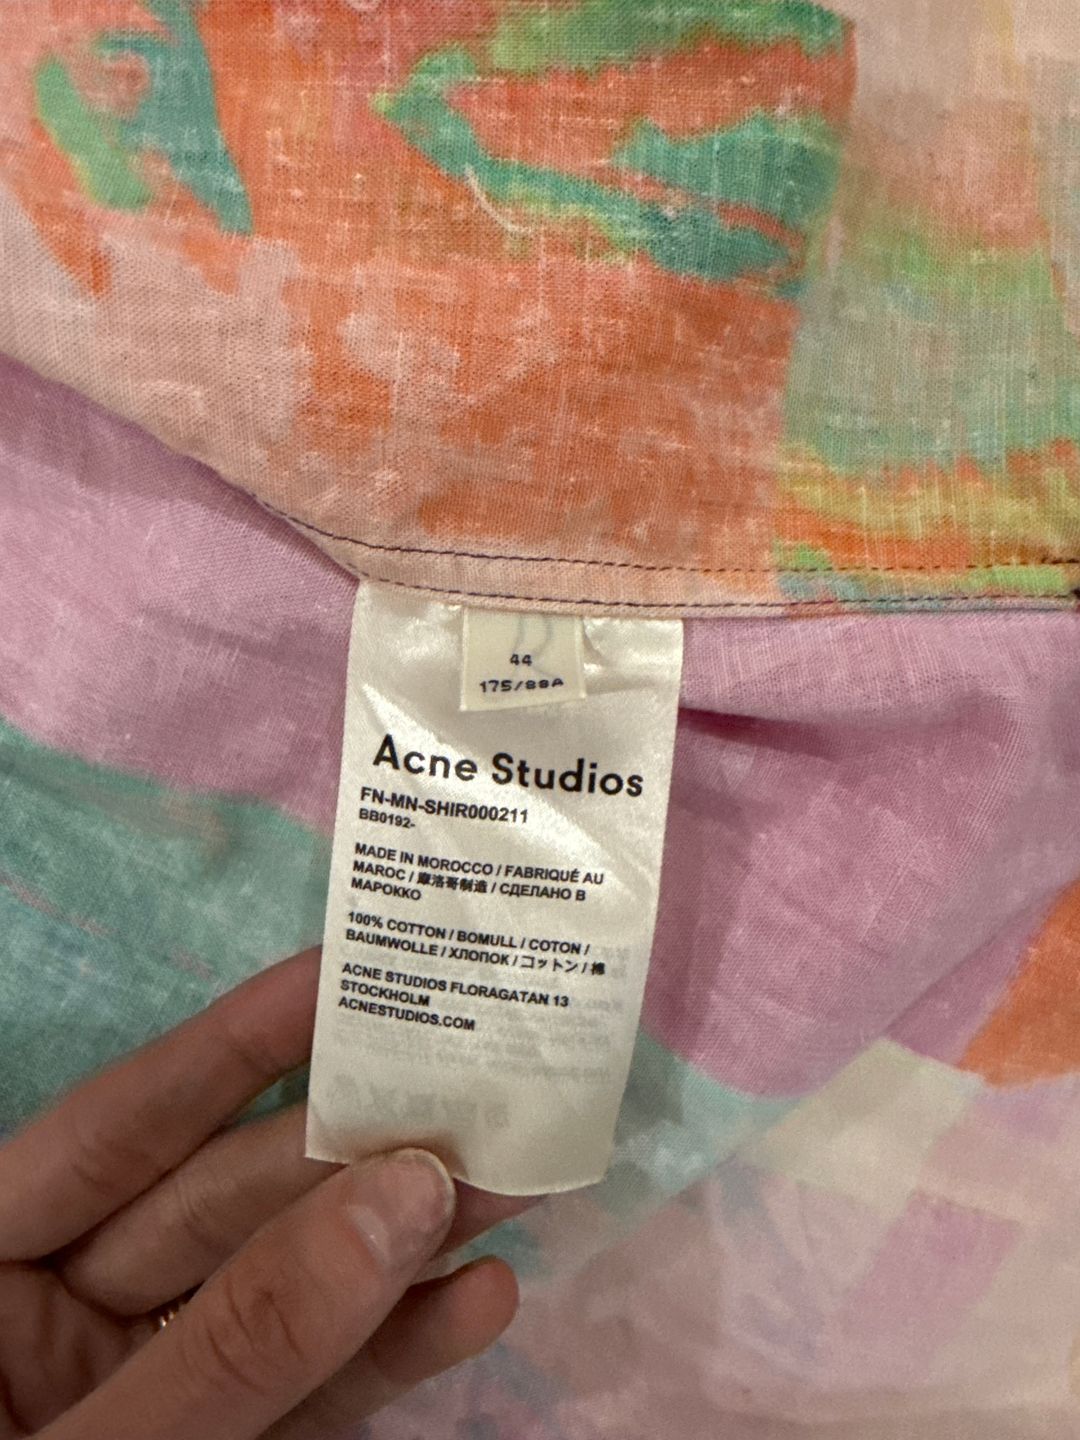 44
175/88A
Acne Studios
FN-MN-SHIR000211
BB0192-
MADE IN MOROCCO / FABRIQUÉ AU
MAROC / 摩洛哥制造 / СДЕЛАНО В
МАРОККО
100% COTTON / BOMULL / COTON /
BAUMWOLLE / ХЛОПОК / コットン / 棉
ACNE STUDIOS FLORAGATAN 13
STOCKHOLM
ACNESTUDIOS.COM